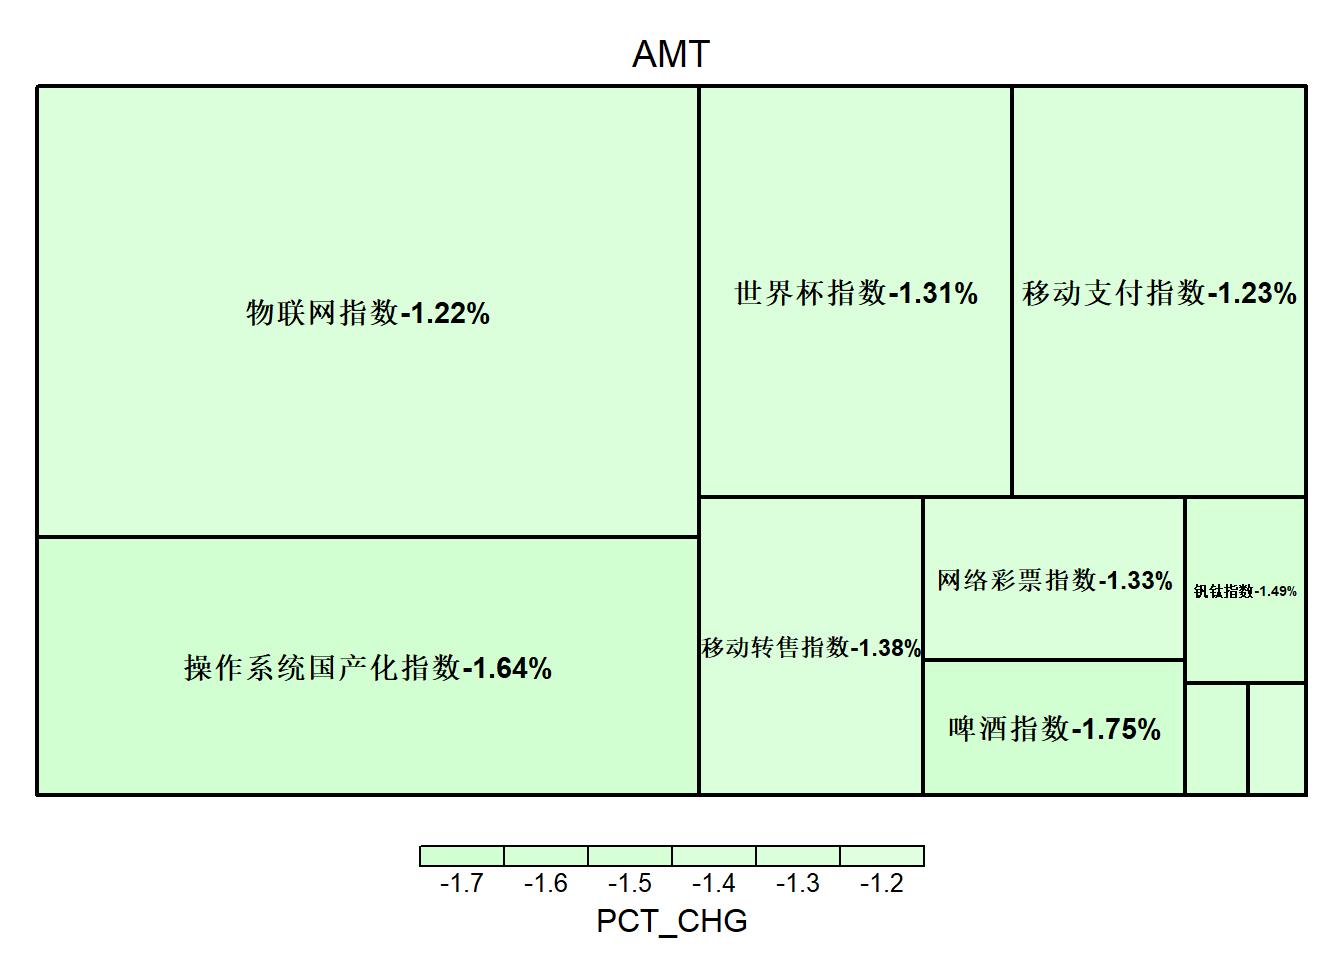 AMT
物联网指数-1.22%
世界杯指数-1.31%
移动支付指数-1.23%
操作系统国产化指数-1.64%
移动转售指数-1.38%
网络彩票指数-1.33%
钒钛指数-1.49%
啤酒指数-1.75%
-1.7 -1.6 -1.5 -1.4 -1.3 -1.2
PCT_CHG